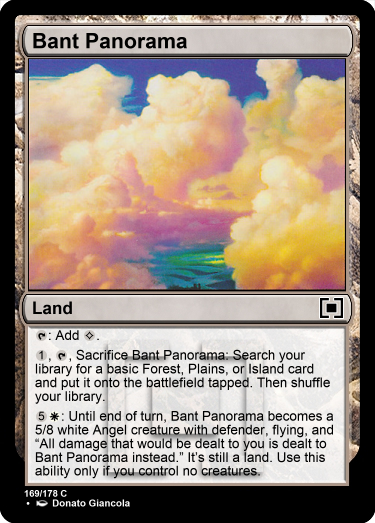 Bant Panorama
Land
: Add .
1, , Sacrifice Bant Panorama: Search your
library for a basic Forest, Plains, or Island card
and put it onto the battlefield tapped. Then shuffle
your library.
5 : Until end of turn, Bant Panorama becomes a
5/8 white Angel creature with defender, flying, and
“All damage that would be dealt to you is dealt to
Bant Panorama instead.” It's still a land. Use this
ability only if you control no creatures.
169/178 C
• Donato Giancola